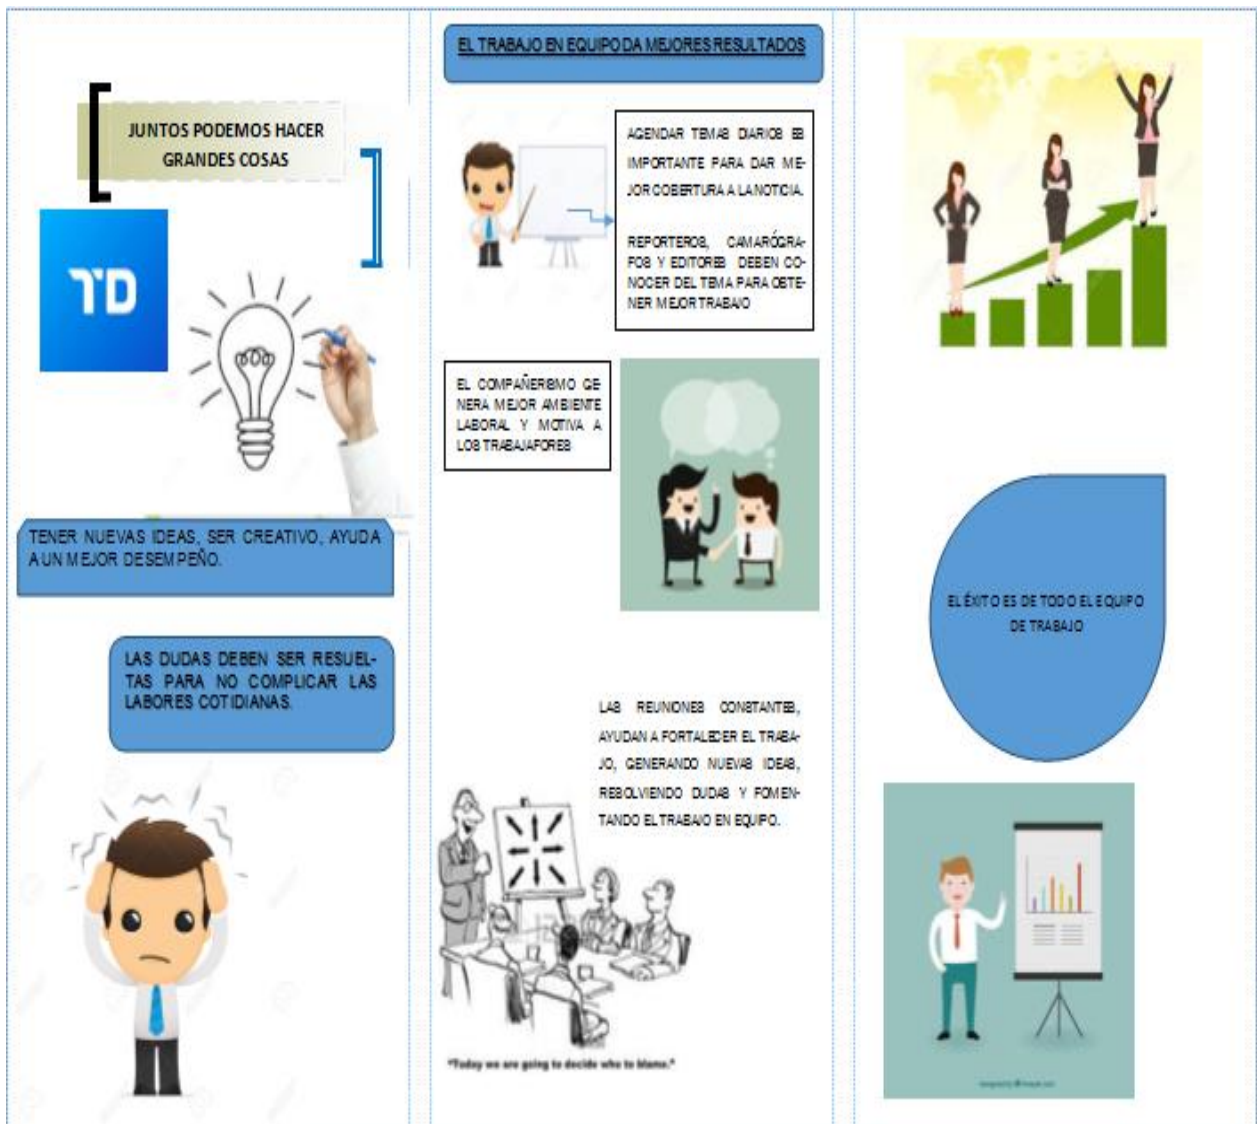 JUNTOS PODEMOS HACER
GRANDES COSAS
TD
TENER NUEVAS IDEAS, SER CREATIVO, AYUDA
A UN MEJOR DESEMPEÑO.
LAS DUDAS DEBEN SER RESUEL-
TAS PARA NO COMPLICAR LAS
LABORES COTIDIANAS.
EL TRABAJO EN EQUIPO DA MEJORES RESULTADOS
AGENDAR TEMAS DIARIOS ES
IMPORTANTE PARA DAR ME-
JOR COBERTURA A LA NOTICIA.
REPORTEROS, CAMARÓGRA-
FOS Y EDITORES DEBEN CO-
NOCER DEL TEMA PARA OBTE-
NER MEJOR TRABAJO
EL COMPAÑERISMO GE-
NERA MEJOR AMBIENTE
LABORAL Y MOTIVA A
LOS TRABAJAFORES
LAS REUNIONES CONSTANTES,
AYUDAN A FORTALECER EL TRABA-
JO, GENERANDO NUEVAS IDEAS,
RESOLVIENDO DUDAS Y FOMEN-
TANDO EL TRABAJO EN EQUIPO.
"Today we are going to decide who to blame."
EL ÉXITO ES DE TODO EL EQUIPO
DE TRABAJO